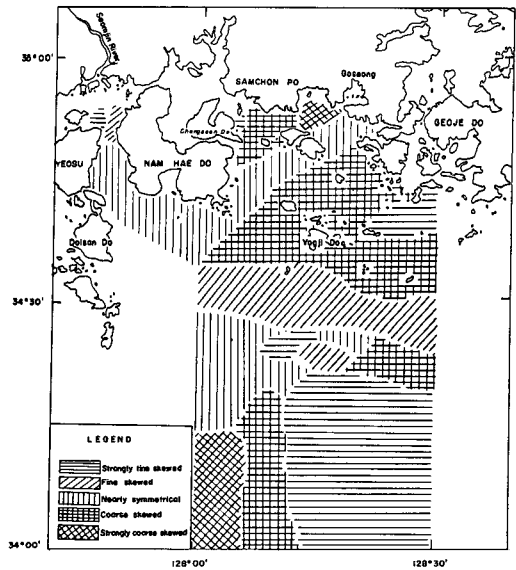 Seomjin River
35°00'
SAMCHON PO
Gosaong
GEOJE DO
Changseon Do
YEOSU
NAM HAE DO
Dolsan Do
Yogji Do
34°30'
LEGEND
Strongly fine skewed
Fine skewed
Nearly symmetrical
Coarse skewed
Strongly coarse skewed
34°00'
128°00'
128°30'